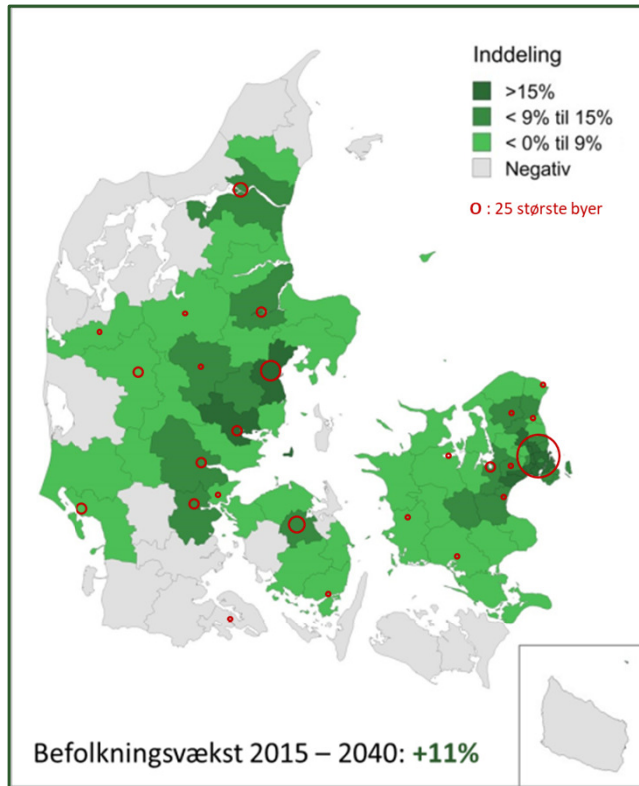 Inddeling
>15%
< 9% til 15%
< 0% til 9%
Negativ
O : 25 største byer
Befolkningsvækst 2015 – 2040: +11%